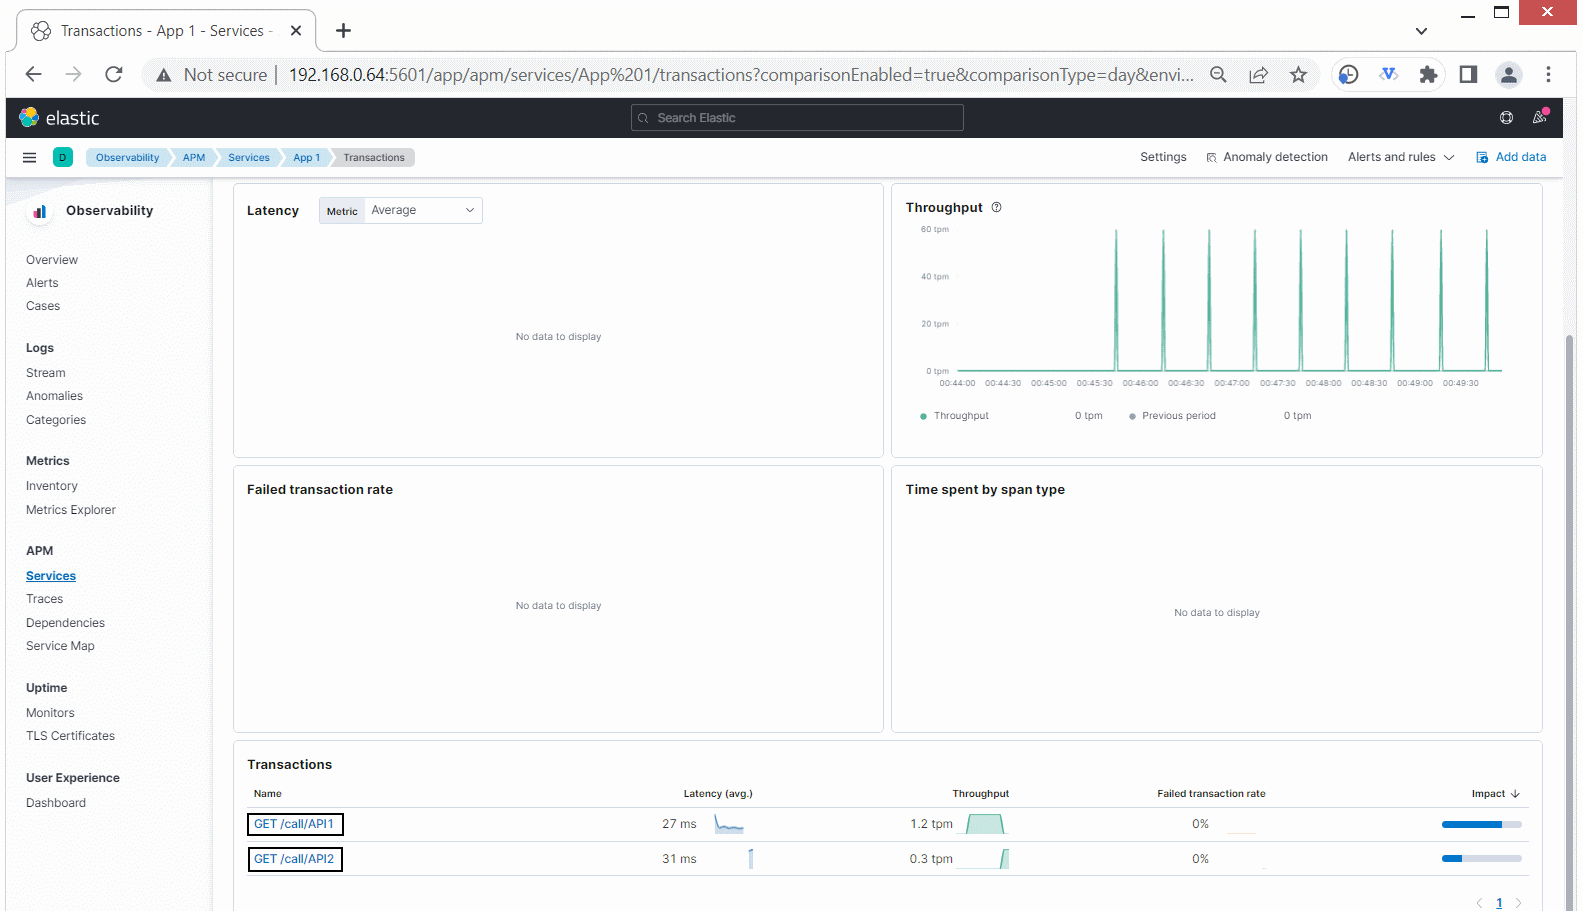 Transactions - App 1 - Services -
Not secure 192.168.0.64:5601/app/apm/services/App%201/transactions?comparisonEnabled=true&comparisonType=day&envi...
elastic
Search Elastic
D
Observability
APM
Services
App 1
Transactions
Settings
Anomaly detection
Alerts and rules
Add data
Observability
Overview
Alerts
Cases
Logs
Stream
Anomalies
Categories
Metrics
Inventory
Metrics Explorer
APM
Services
Traces
Dependencies
Service Map
Uptime
Monitors
TLS Certificates
User Experience
Dashboard
Latency
Metric
Average
No data to display
Throughput
60 tpm
40 tpm
20 tpm
0 tpm
00:44:00 00:44:30 00:45:00 00:45:30 00:46:00 00:46:30 00:47:00 00:47:30 00:48:00 00:48:30 00:49:00 00:49:30
Throughput 0 tpm Previous period 0 tpm
Failed transaction rate
No data to display
Time spent by span type
No data to display
Transactions
Name Latency (avg.) Throughput Failed transaction rate Impact
GET /call/API1 27 ms 1.2 tpm 0%
GET /call/API2 31 ms 0.3 tpm 0%
1